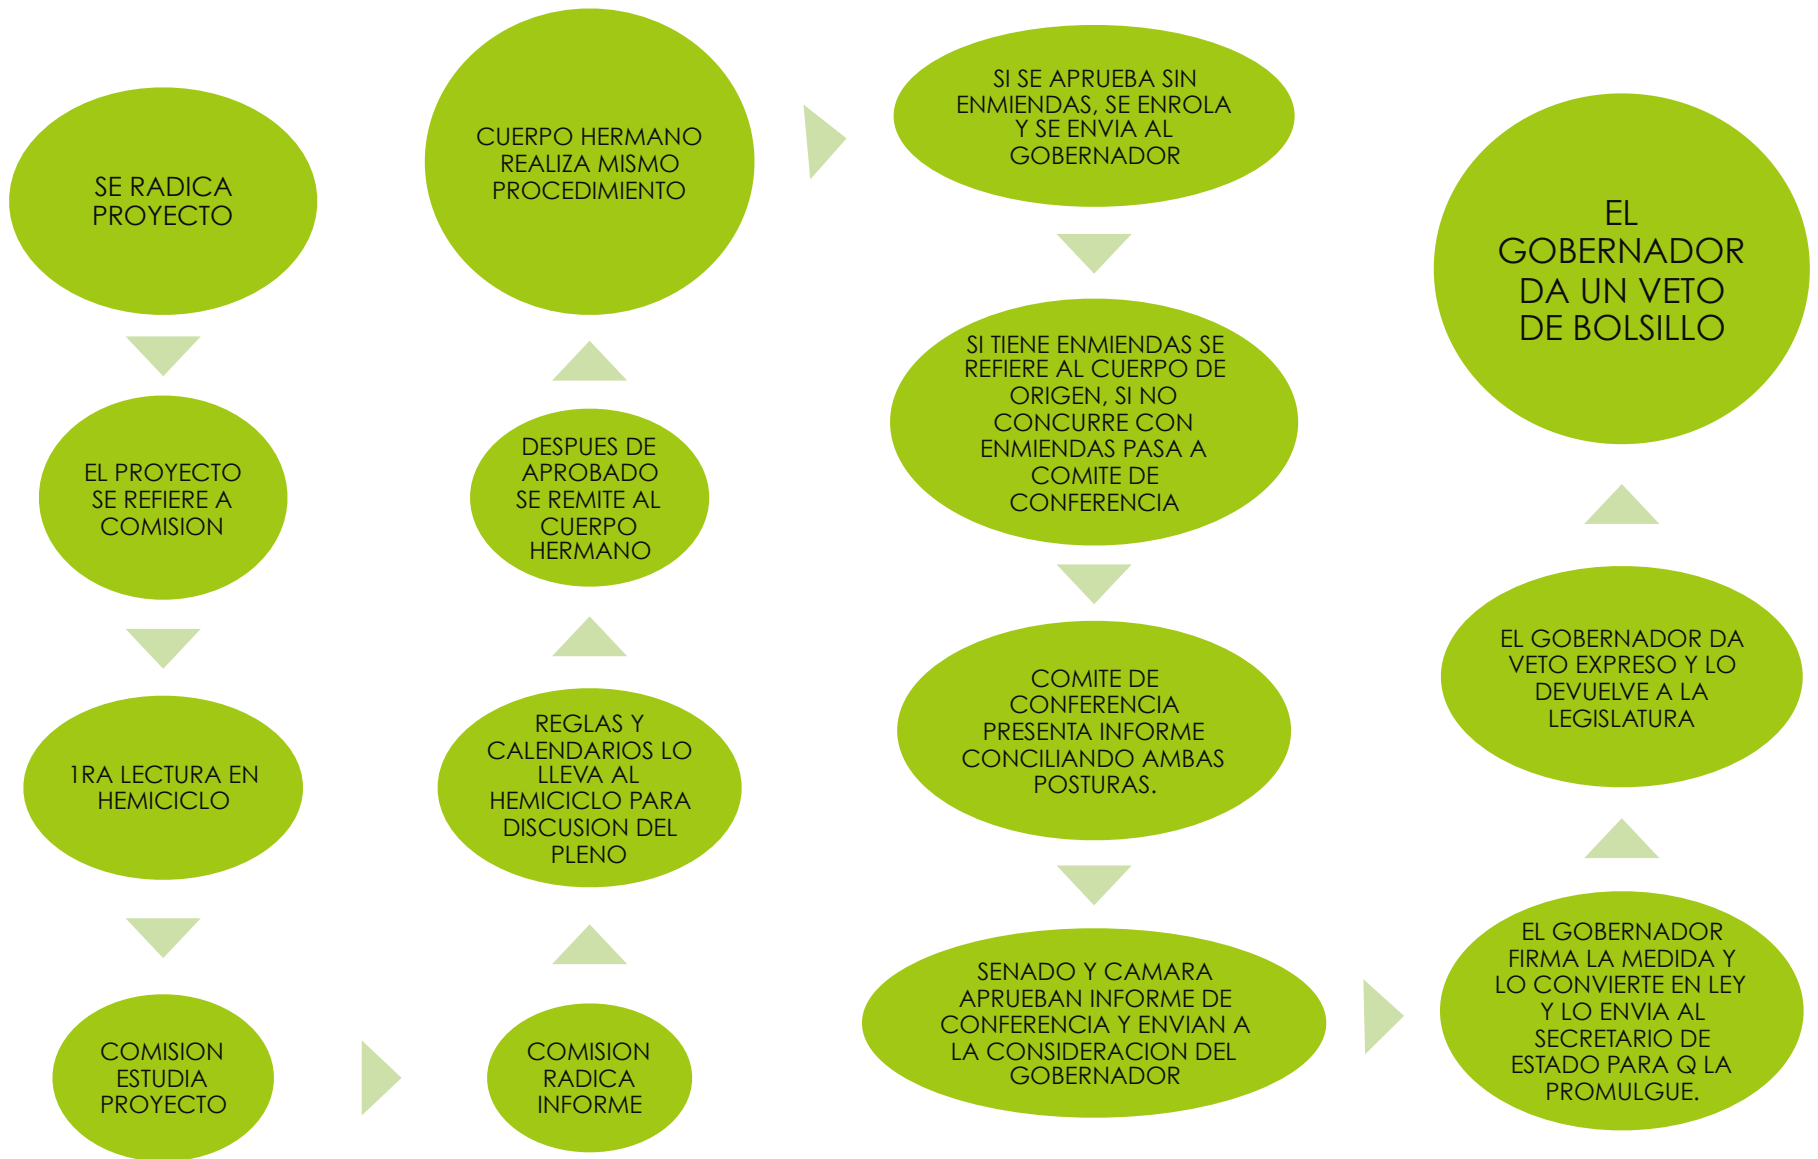 SE RADICA
PROYECTO
EL PROYECTO
SE REFIERE A
COMISION
1RA LECTURA EN
HEMICICLO
COMISION
ESTUDIA
PROYECTO
COMISION
RADICA
INFORME
REGLAS Y
CALENDARIOS LO
LLEVA AL
HEMICICLO PARA
DISCUSION DEL
PLENO
DESPUES DE
APROBADO
SE REMITE AL
CUERPO
HERMANO
CUERPO HERMANO
REALIZA MISMO
PROCEDIMIENTO
SI SE APRUEBA SIN
ENMIENDAS, SE ENROLA
Y SE ENVIA AL
GOBERNADOR
SI TIENE ENMIENDAS SE
REFIERE AL CUERPO DE
ORIGEN, SI NO
CONCURRE CON
ENMIENDAS PASA A
COMITE DE
CONFERENCIA
COMITE DE
CONFERENCIA
PRESENTA INFORME
CONCILIANDO AMBAS
POSTURAS.
SENADO Y CAMARA
APRUEBAN INFORME DE
CONFERENCIA Y ENVIAN A
LA CONSIDERACION DEL
GOBERNADOR
EL GOBERNADOR
FIRMA LA MEDIDA Y
LO CONVIERTE EN LEY
Y LO ENVIA AL
SECRETARIO DE
ESTADO PARA Q LA
PROMULGUE.
EL GOBERNADOR DA
VETO EXPRESO Y LO
DEVUELVE A LA
LEGISLATURA
EL
GOBERNADOR
DA UN VETO
DE BOLSILLO